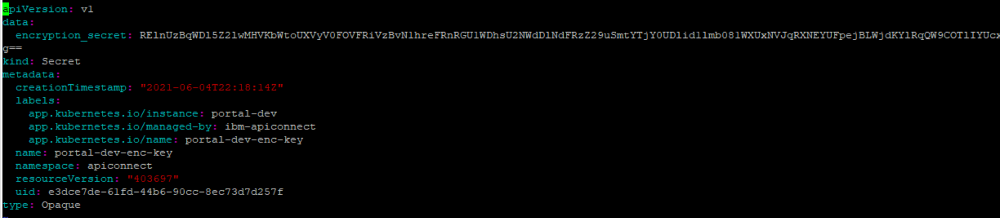 apiVersion: v1
data:
  encryption_secret: RElnUzBqWDl5Z2lwMHVKbWtoUXVyV0FOVFRiVzBvNlhreFRnRGU1WDhsU2NWdDlNdFRzZ29uSmtYTjY0UDlidl1mb081WXUxNVJqRXNEYUFpejBLWjdKYlRqQW9COTlIYUcx
g==
kind: Secret
metadata:
  creationTimestamp: "2021-06-04T22:18:14Z"
  labels:
    app.kubernetes.io/instance: portal-dev
    app.kubernetes.io/managed-by: ibm-apiconnect
    app.kubernetes.io/name: portal-dev-enc-key
  name: portal-dev-enc-key
  namespace: apiconnect
  resourceVersion: "403697"
  uid: e3dce7de-61fd-44b6-90cc-8ec73d7d257f
type: Opaque